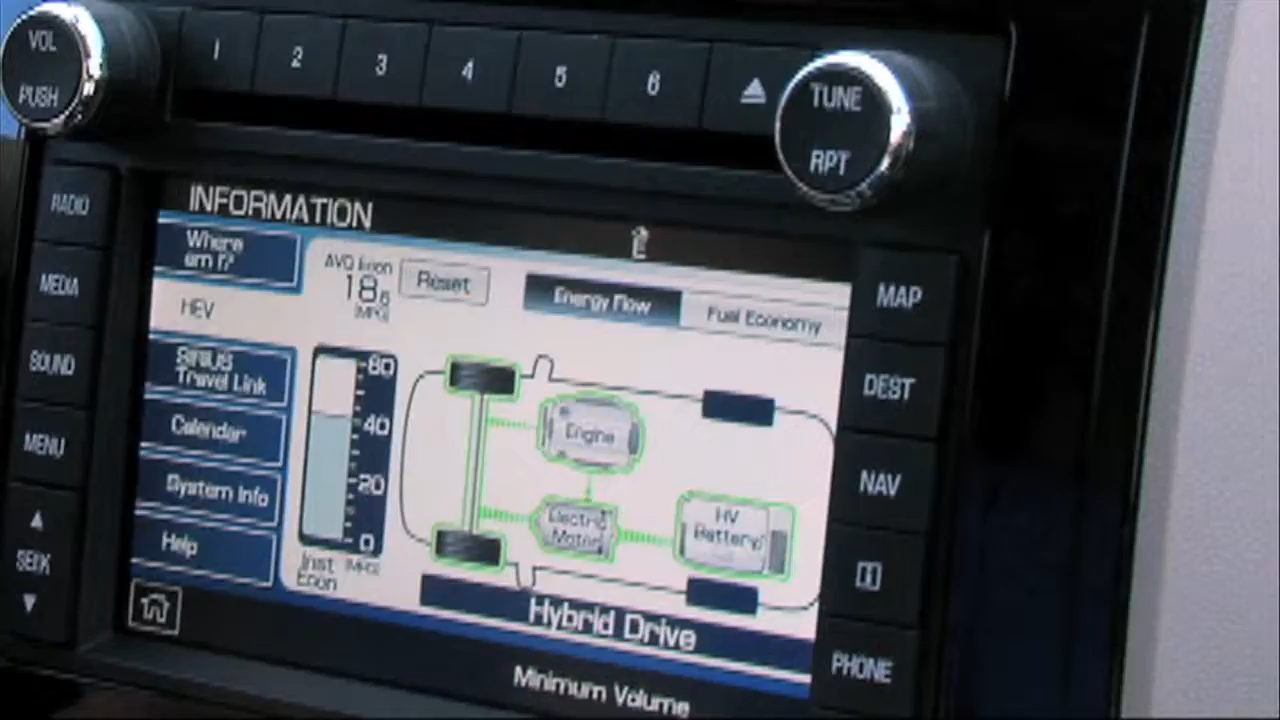 VOL
PUSH
1 2 3 4 5 6
TUNE
RPT
RADIO
MEDIA
SOUND
MENU
SEEK
INFORMATION
Where
am I?
HEV
SIRIUS
Travel Link
Calendar
System Info
Help
AVG Econ
18.6
(MPG)
Reset
Energy Flow
Fuel Economy
80
40
20
0
Inst
Econ
(MPG)
Engine
Electric
Motor
HV
Battery
Hybrid Drive
Minimum Volume
MAP
DEST
NAV
PHONE